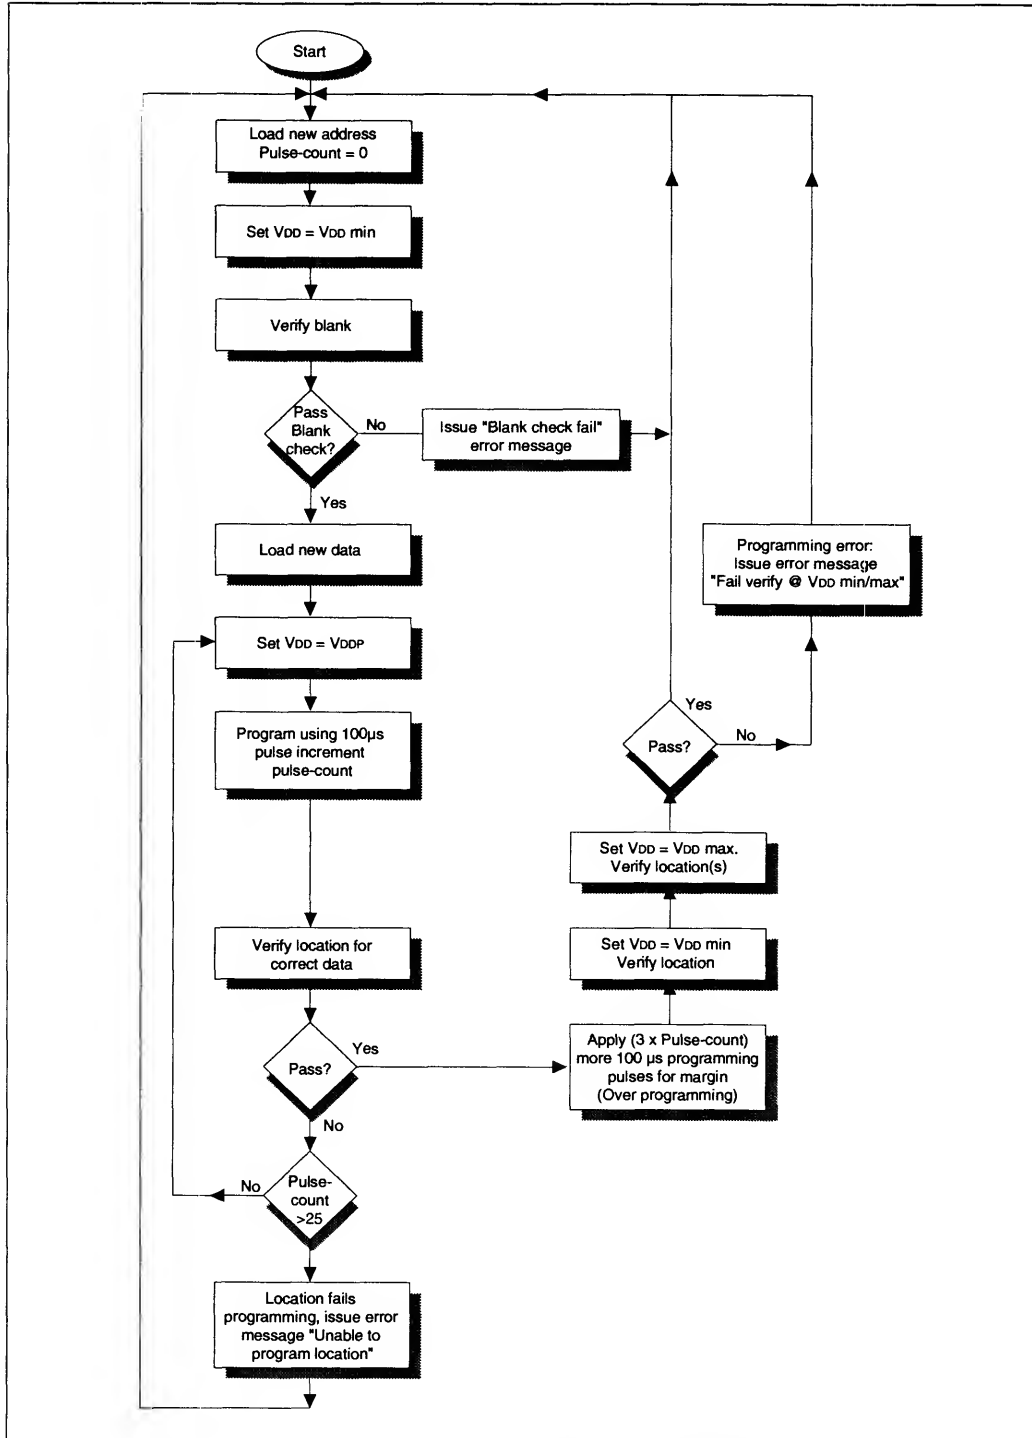 Start
Load new address
Pulse-count = 0
Set VDD = VDD min
Verify blank
Pass
Blank
check?
No
Issue "Blank check fail"
error message
Yes
Load new data
Programming error:
Issue error message
"Fail verify @ VDD min/max"
Set VDD = VDDP
Program using 100µs
pulse increment
pulse-count
Yes
Pass?
No
Set VDD = VDD max.
Verify location(s)
Verify location for
correct data
Set VDD = VDD min
Verify location
Pass?
Yes
Apply (3 x Pulse-count)
more 100 µs programming
pulses for margin
(Over programming)
No
Pulse-
count
>25
No
Location fails
programming, issue error
message "Unable to
program location"